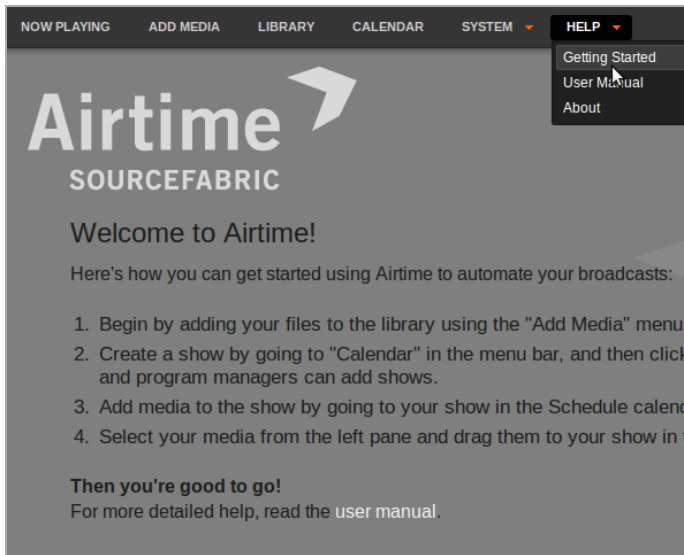 NOW PLAYING ADD MEDIA LIBRARY CALENDAR SYSTEM HELP
Getting Started
User Manual
About
Airtime
SOURCEFABRIC
Welcome to Airtime!
Here's how you can get started using Airtime to automate your broadcasts:
1. Begin by adding your files to the library using the "Add Media" menu
2. Create a show by going to "Calendar" in the menu bar, and then click
and program managers can add shows.
3. Add media to the show by going to your show in the Schedule calend
4. Select your media from the left pane and drag them to your show in
Then you're good to go!
For more detailed help, read the user manual.